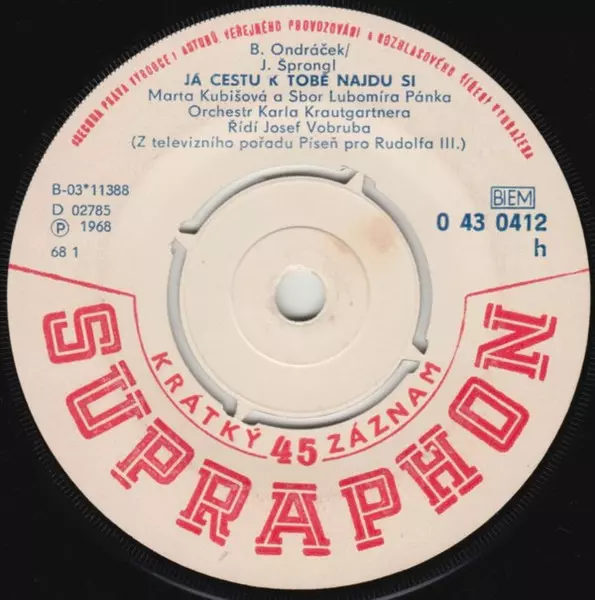 VŠECHNA PRÁVA VÝROBCE I AUTORŮ, VEŘEJNÉHO PROVOZOVÁNÍ A ROZHLASOVÉHO ŠÍŘENÍ VYHRAZENA
B. Ondráček/
J. Šprongl
JÁ CESTU K TOBĚ NAJDU SI
Marta Kubišová a Sbor Lubomíra Pánka
Orchestr Karla Krautgartnera
Řídí Josef Vobruba
(Z televizního pořadu Píseň pro Rudolfa III.)
B-03*11388
D 02785
Ⓟ 1968
68 1
BIEM
0 43 0412
h
KRÁTKÝ 45 ZÁZNAM
SUPRAPHON